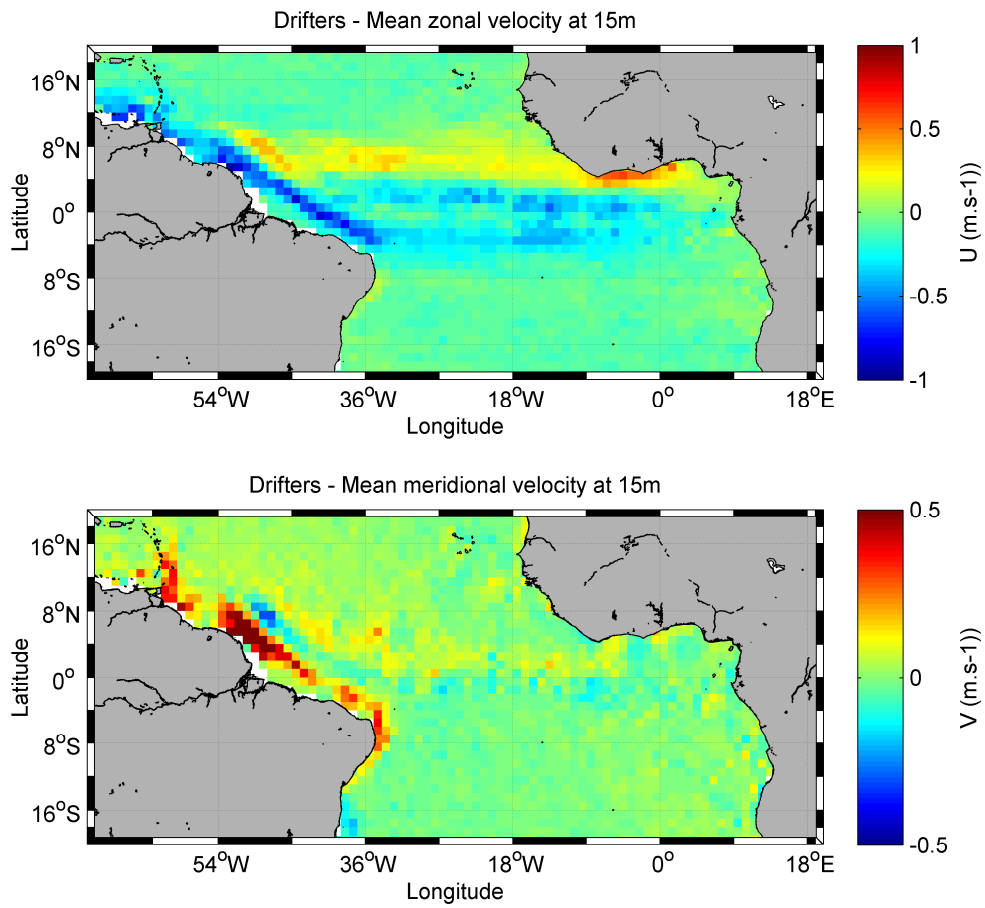 Drifters - Mean zonal velocity at 15m
16°N
8°N
0°
8°S
16°S
Latitude
54°W 36°W 18°W 0° 18°E
Longitude
1
0.5
0
-0.5
-1
U (m.s-1))
Drifters - Mean meridional velocity at 15m
16°N
8°N
0°
8°S
16°S
Latitude
54°W 36°W 18°W 0° 18°E
Longitude
0.5
0
-0.5
V (m.s-1))